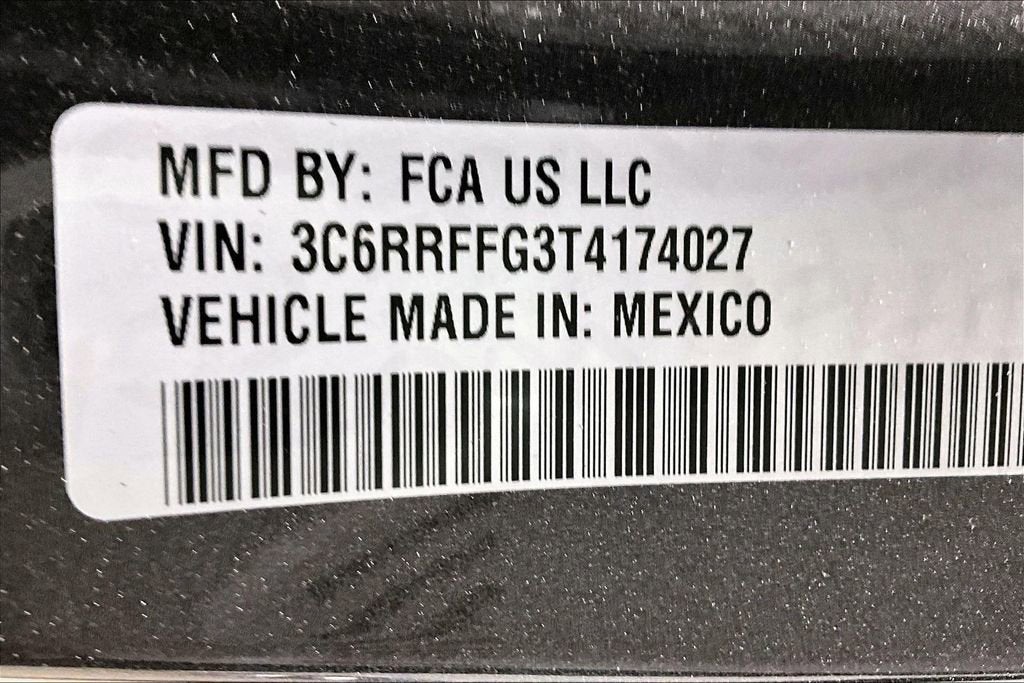 MFD BY: FCA US LLC
VIN: 3C6RRFFG3T4174027
VEHICLE MADE IN: MEXICO